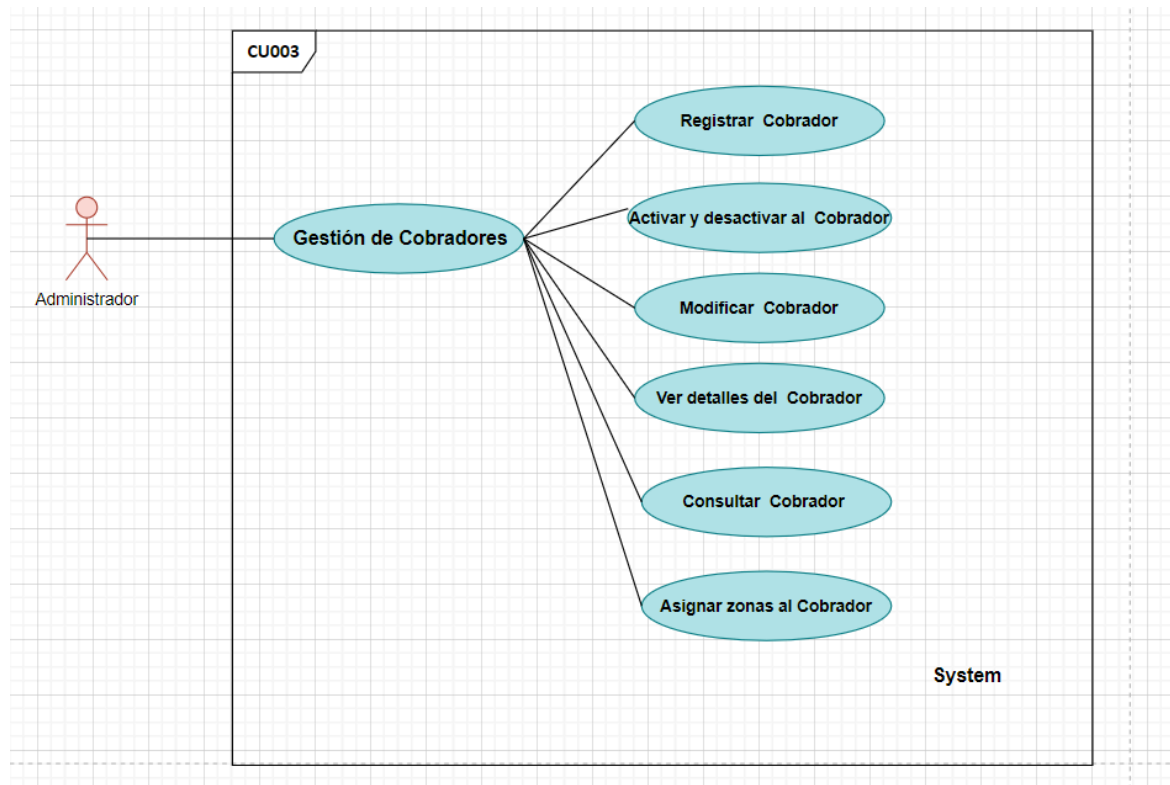 CU003
Registrar Cobrador
Activar y desactivar al Cobrador
Gestión de Cobradores
Administrador
Modificar Cobrador
Ver detalles del Cobrador
Consultar Cobrador
Asignar zonas al Cobrador
System